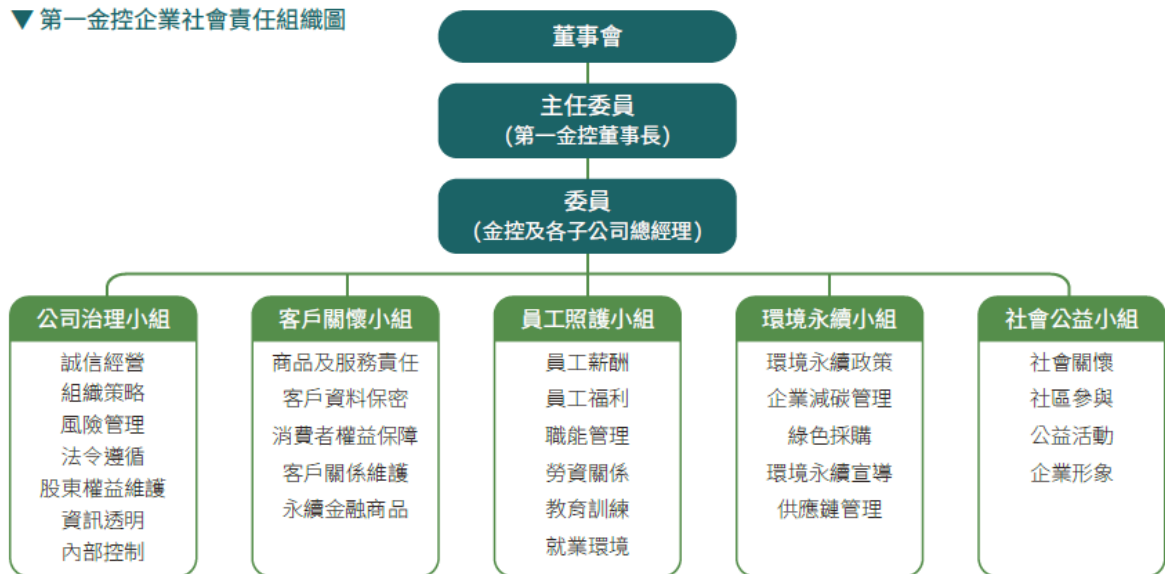 ▼ 第一金控企業社會責任組織圖
董事會
主任委員
(第一金控董事長)
委員
(金控及各子公司總經理)
公司治理小組
誠信經營
組織策略
風險管理
法令遵循
股東權益維護
資訊透明
內部控制
客戶關懷小組
商品及服務責任
客戶資料保密
消費者權益保障
客戶關係維護
永續金融商品
員工照護小組
員工薪酬
員工福利
職能管理
勞資關係
教育訓練
就業環境
環境永續小組
環境永續政策
企業減碳管理
綠色採購
環境永續宣導
供應鏈管理
社會公益小組
社會關懷
社區參與
公益活動
企業形象